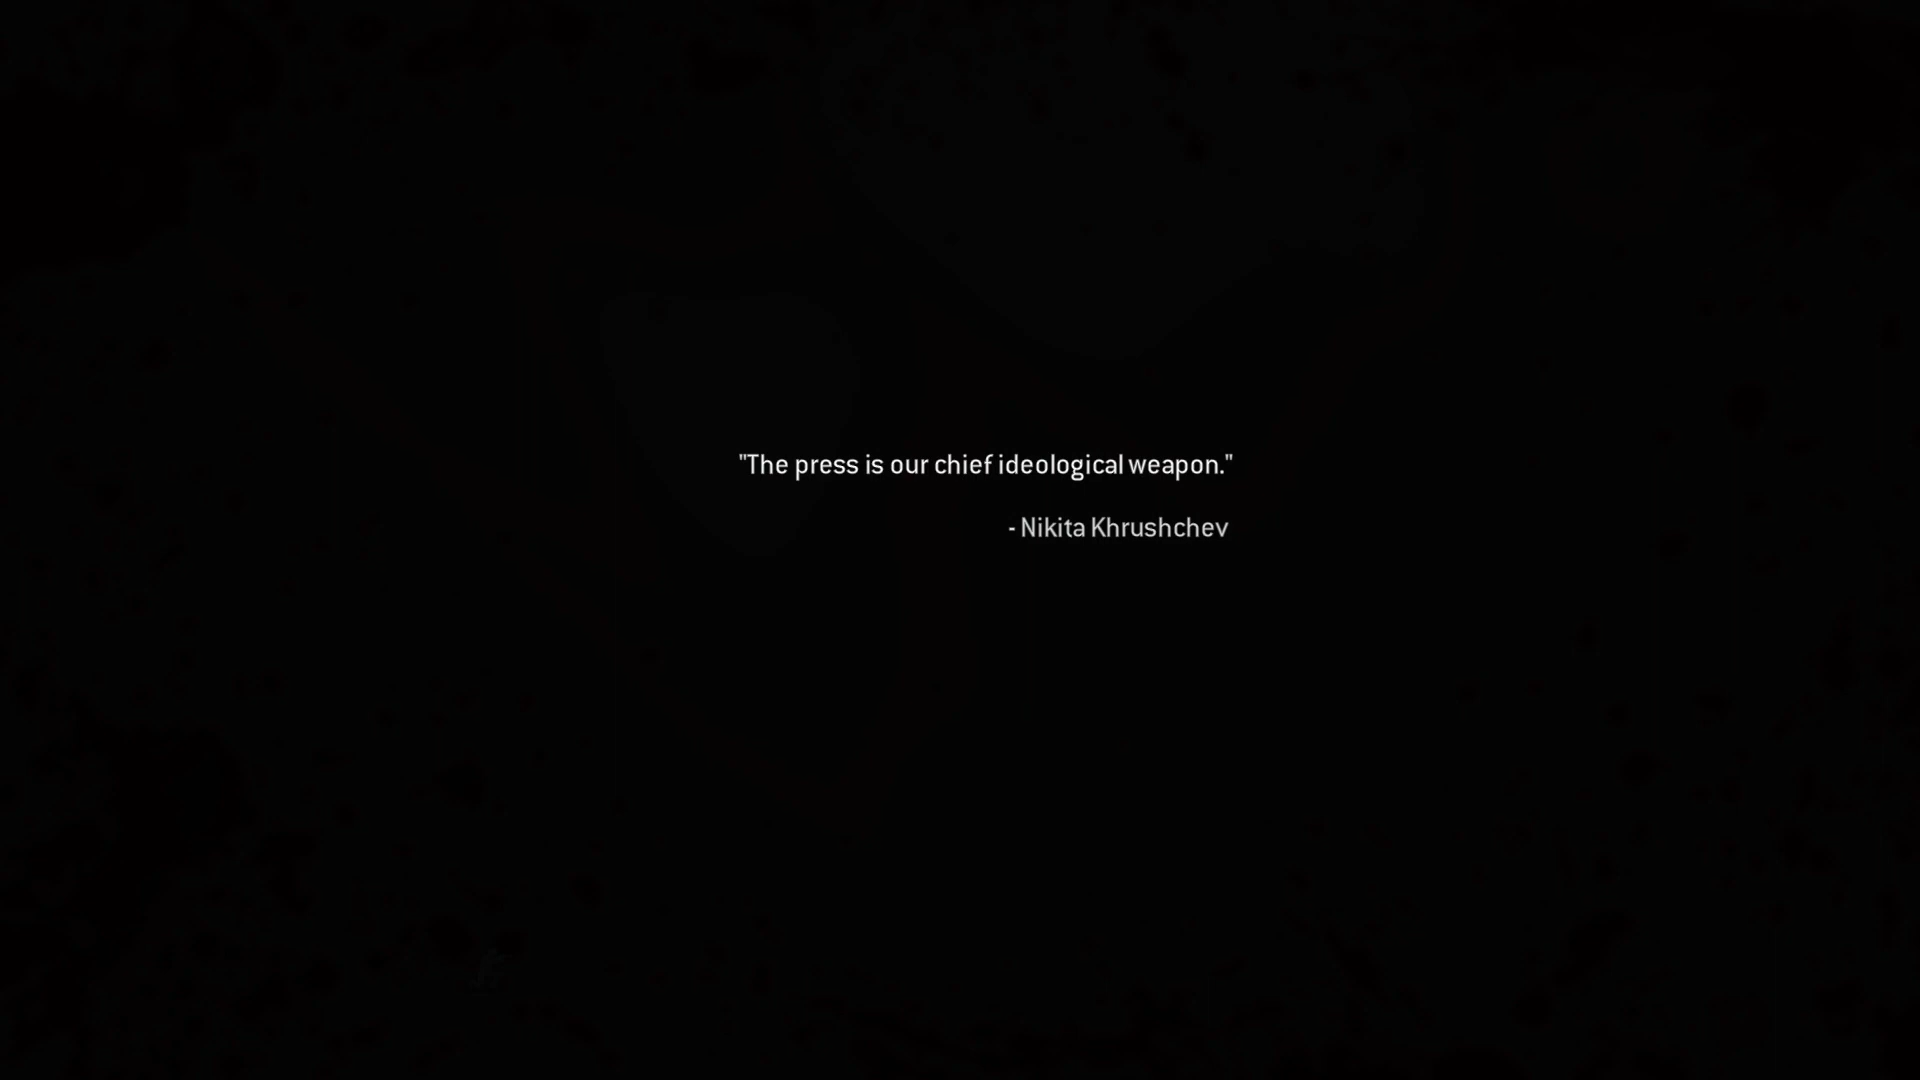 "The press is our chief ideological weapon."
- Nikita Khrushchev